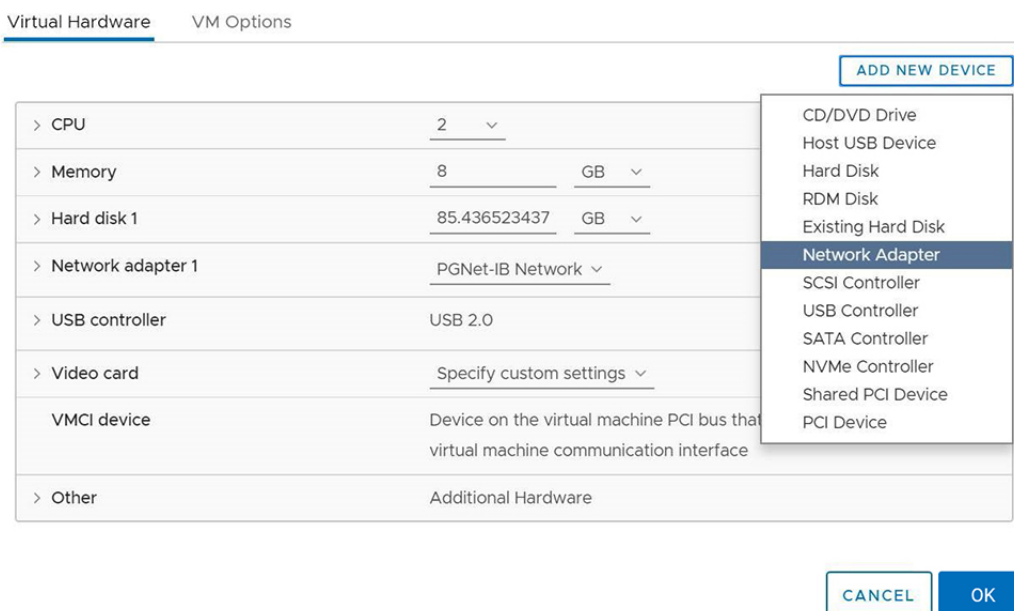 Virtual Hardware VM Options
ADD NEW DEVICE
CPU 2
Memory 8 GB
Hard disk 1 85.436523437 GB
Network adapter 1 PGNet-IB Network
USB controller USB 2.0
Video card Specify custom settings
VMCI device Device on the virtual machine PCI bus that
virtual machine communication interface
Other Additional Hardware
CD/DVD Drive
Host USB Device
Hard Disk
RDM Disk
Existing Hard Disk
Network Adapter
SCSI Controller
USB Controller
SATA Controller
NVMe Controller
Shared PCI Device
PCI Device
CANCEL OK